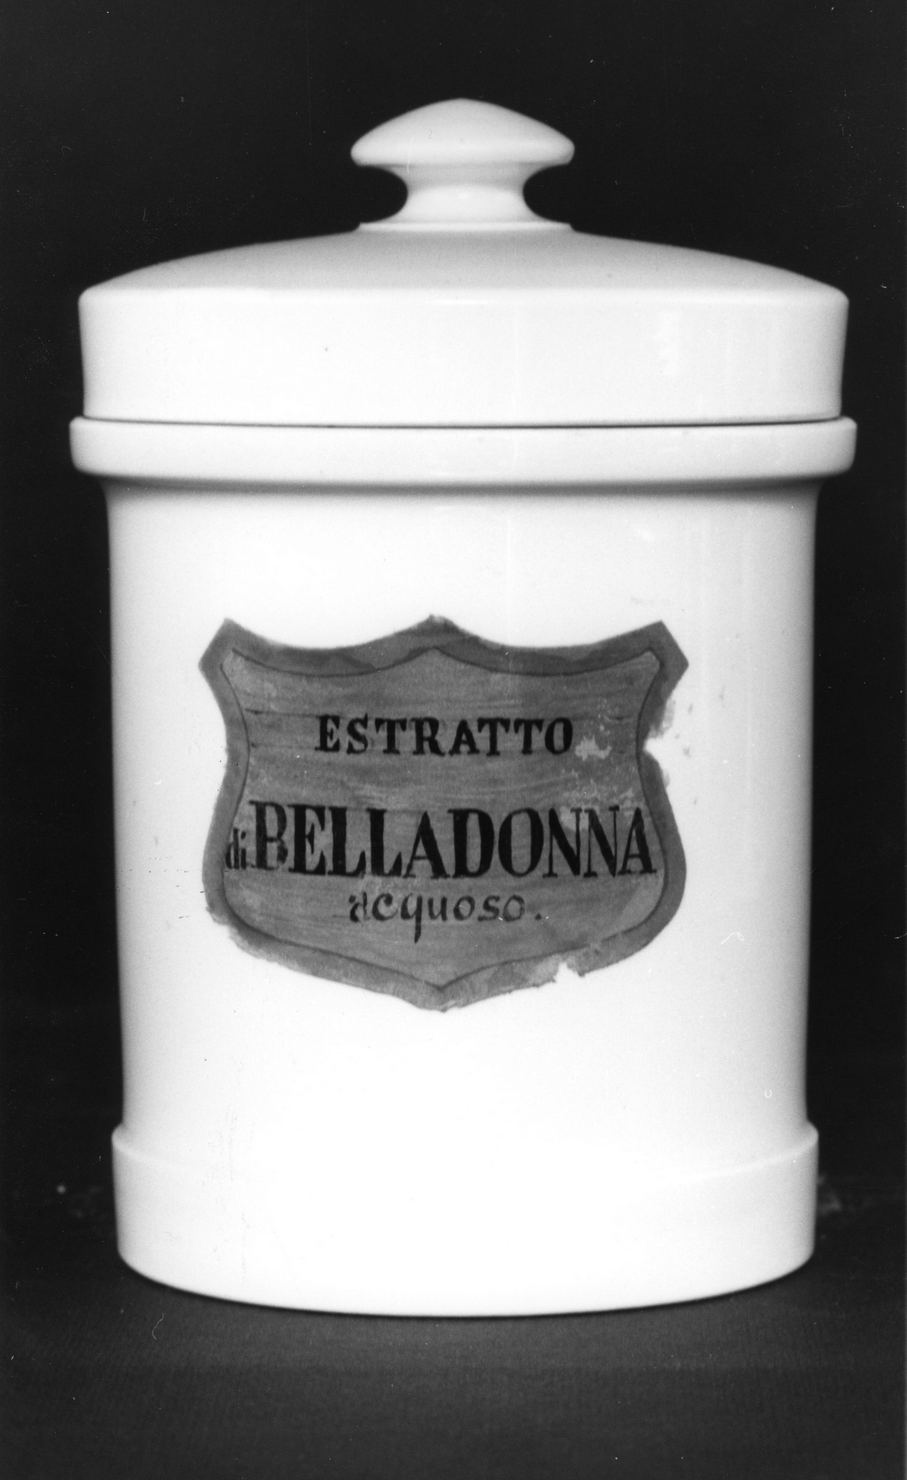 ESTRATTO
di BELLADONNA
acquoso.